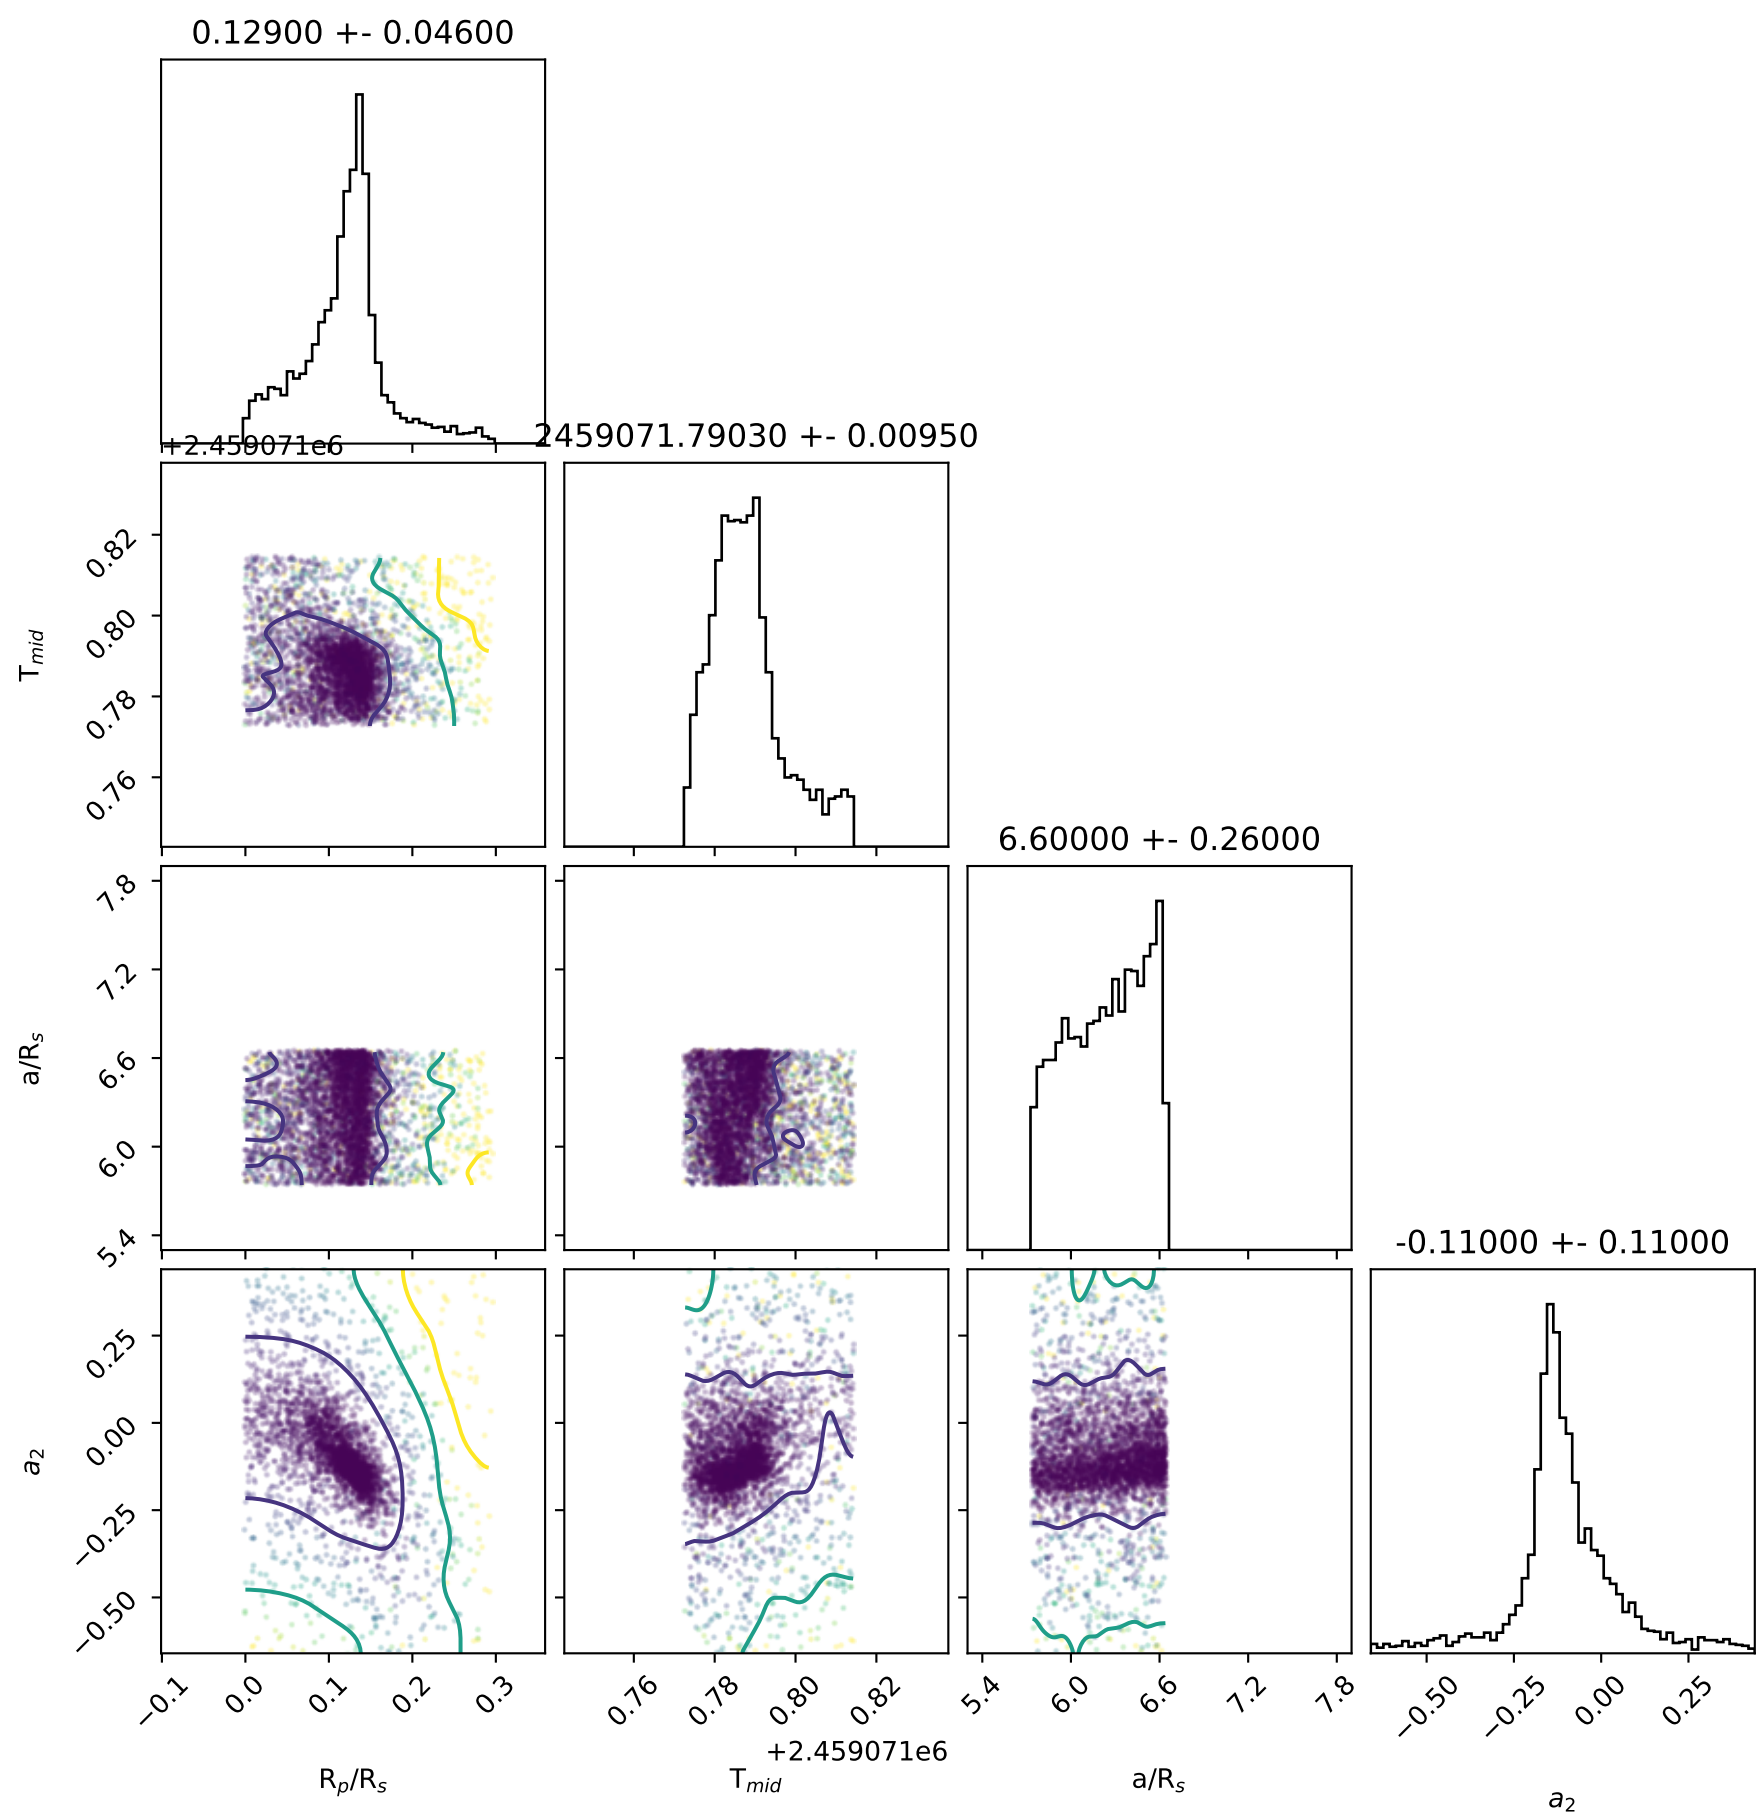 0.12900 +- 0.04600
+2.459071e6
2459071.79030 +- 0.00950
0.82
0.80
0.78
0.76
T_mid
6.60000 +- 0.26000
7.8
7.2
6.6
6.0
5.4
a/R_s
-0.11000 +- 0.11000
0.25
0.00
−0.25
−0.50
a_2
−0.1 0.0 0.1 0.2 0.3
0.76 0.78 0.80 0.82
5.4 6.0 6.6 7.2 7.8
−0.50 −0.25 0.00 0.25
+2.459071e6
R_p/R_s
T_mid
a/R_s
a_2